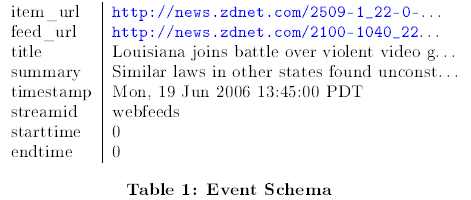 item_url http://news.zdnet.com/2509-1_22-0-...
feed_url http://news.zdnet.com/2100-1040_22...
title Louisiana joins battle over violent video g...
summary Similar laws in other states found unconst...
timestamp Mon, 19 Jun 2006 13:45:00 PDT
streamid webfeeds
starttime 0
endtime 0
Table 1: Event Schema